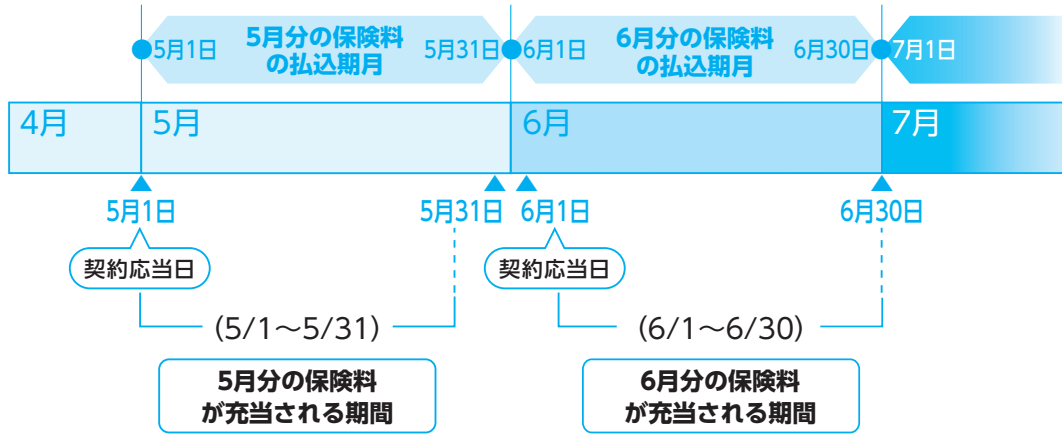 5月1日
5月分の保険料
の払込期月
5月31日
6月1日
6月分の保険料
の払込期月
6月30日
7月1日
4月
5月
6月
7月
5月1日
5月31日
6月1日
6月30日
契約応当日
契約応当日
(5/1～5/31)
(6/1～6/30)
5月分の保険料
が充当される期間
6月分の保険料
が充当される期間